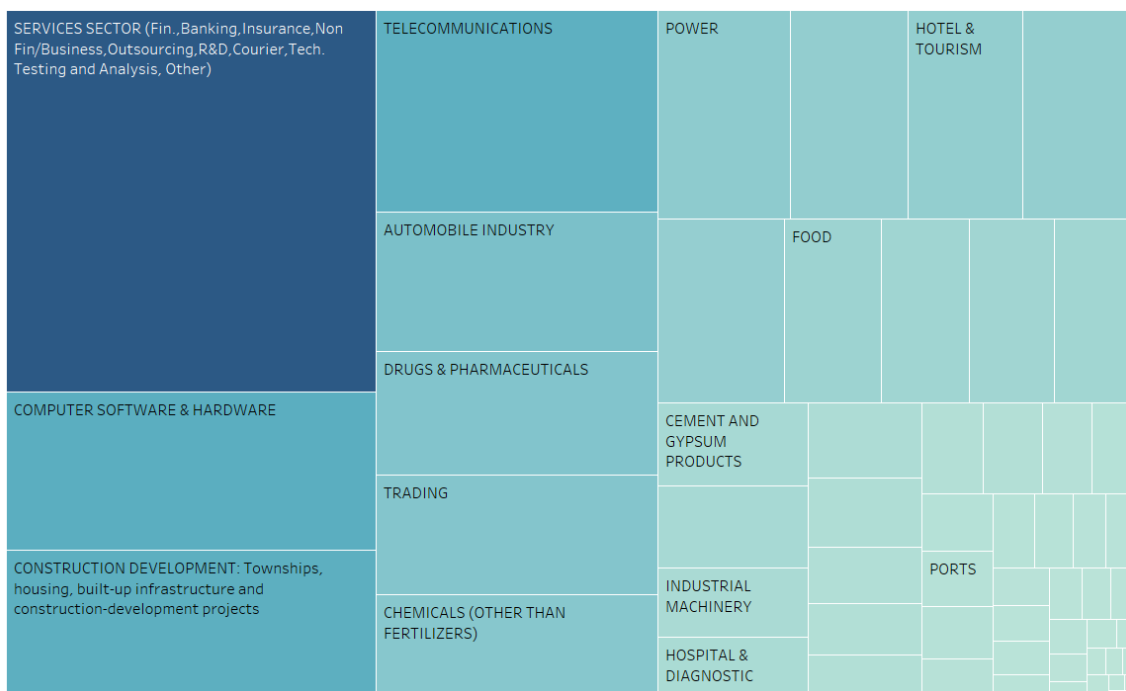 SERVICES SECTOR (Fin.,Banking,Insurance,Non
Fin/Business,Outsourcing,R&D,Courier,Tech.
Testing and Analysis, Other)
COMPUTER SOFTWARE & HARDWARE
CONSTRUCTION DEVELOPMENT: Townships,
housing, built-up infrastructure and
construction-development projects
TELECOMMUNICATIONS
AUTOMOBILE INDUSTRY
DRUGS & PHARMACEUTICALS
TRADING
CHEMICALS (OTHER THAN
FERTILIZERS)
POWER
HOTEL &
TOURISM
FOOD
CEMENT AND
GYPSUM
PRODUCTS
INDUSTRIAL
MACHINERY
HOSPITAL &
DIAGNOSTIC
PORTS